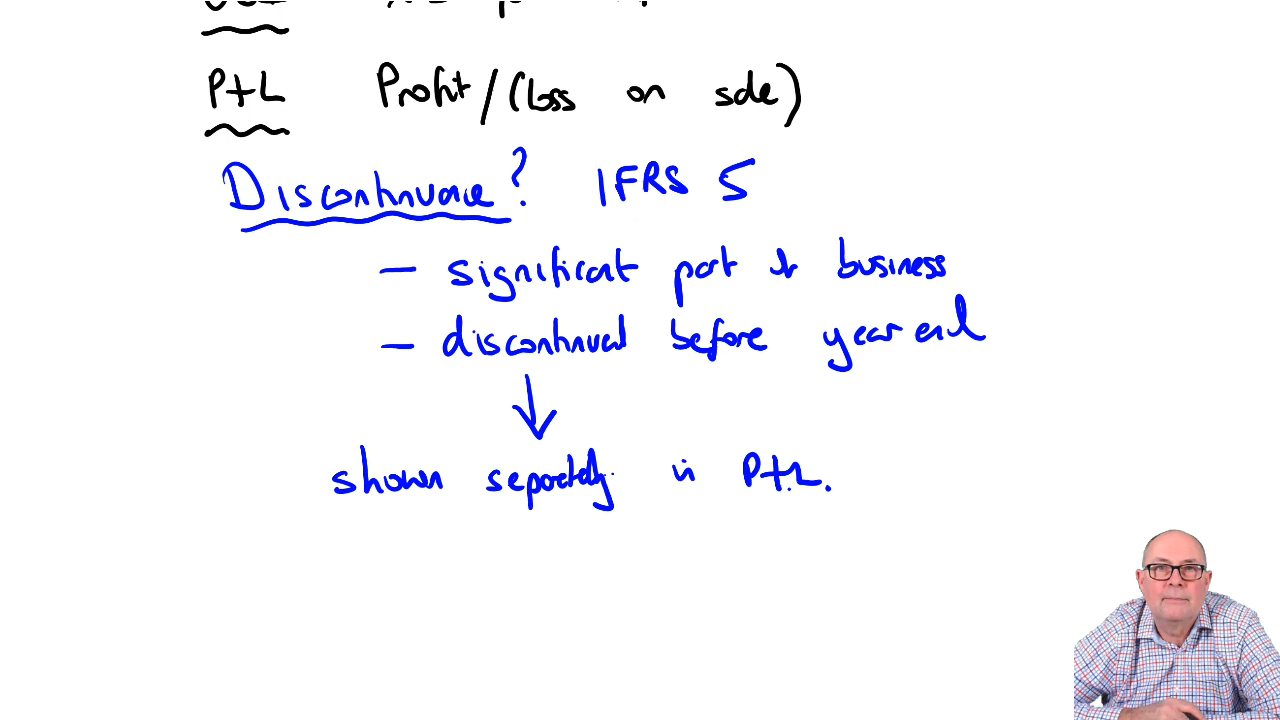 P+L Profit/(loss on sale)
Discontinuance? IFRS 5
— significant part of business
— discontinued before year end
shown separately in P+L.